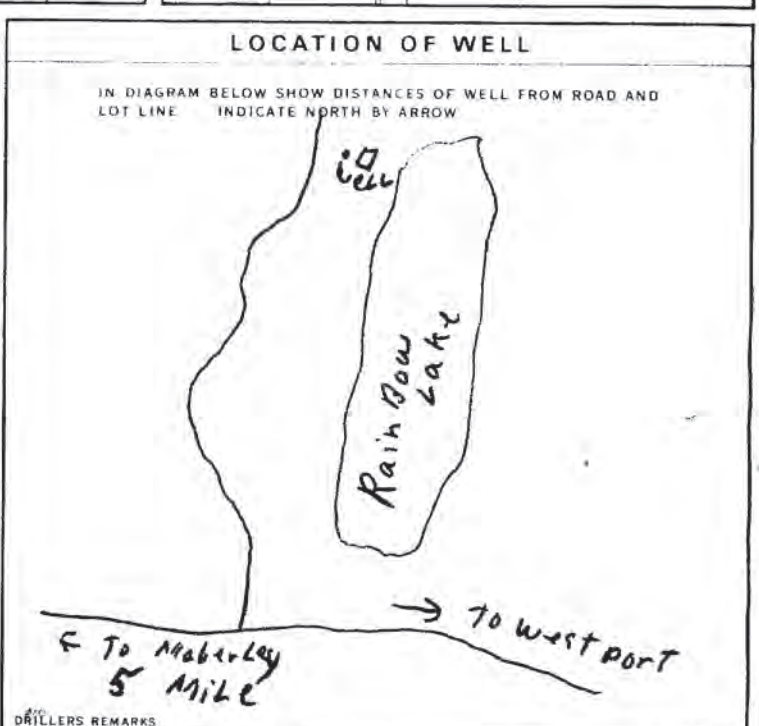 LOCATION OF WELL
IN DIAGRAM BELOW SHOW DISTANCES OF WELL FROM ROAD AND
LOT LINE INDICATE NORTH BY ARROW
WELL
Rain Bow
Lake
→ To West port
← To Maberley
5 Mile
DRILLERS REMARKS